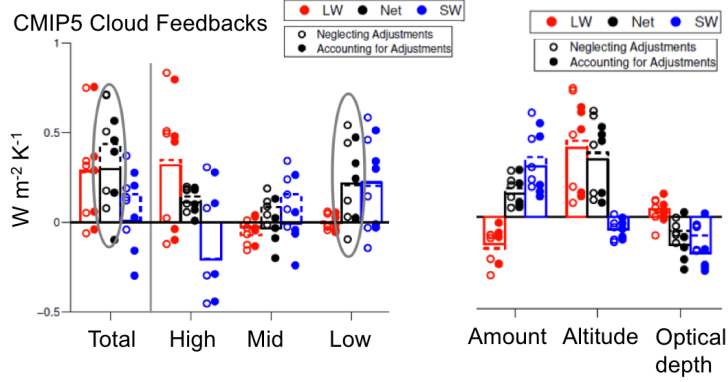 CMIP5 Cloud Feedbacks
LW Net SW
Neglecting Adjustments
Accounting for Adjustments
W m-2 K-1
1
0.5
0
−0.5
Total High Mid Low
LW Net SW
Neglecting Adjustments
Accounting for Adjustments
Amount Altitude Optical
depth